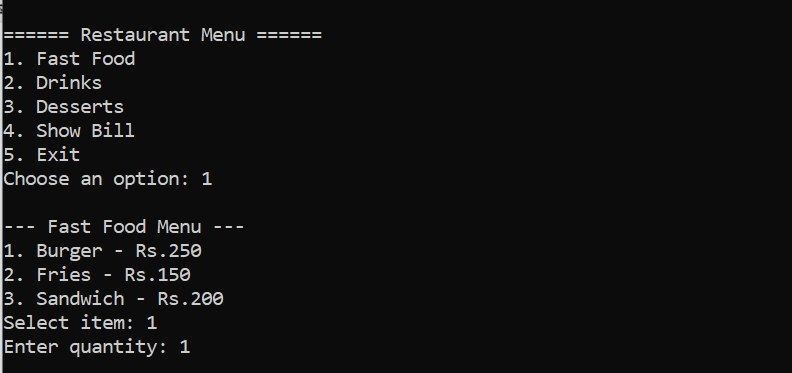 ====== Restaurant Menu ======
1. Fast Food
2. Drinks
3. Desserts
4. Show Bill
5. Exit
Choose an option: 1
--- Fast Food Menu ---
1. Burger - Rs.250
2. Fries - Rs.150
3. Sandwich - Rs.200
Select item: 1
Enter quantity: 1